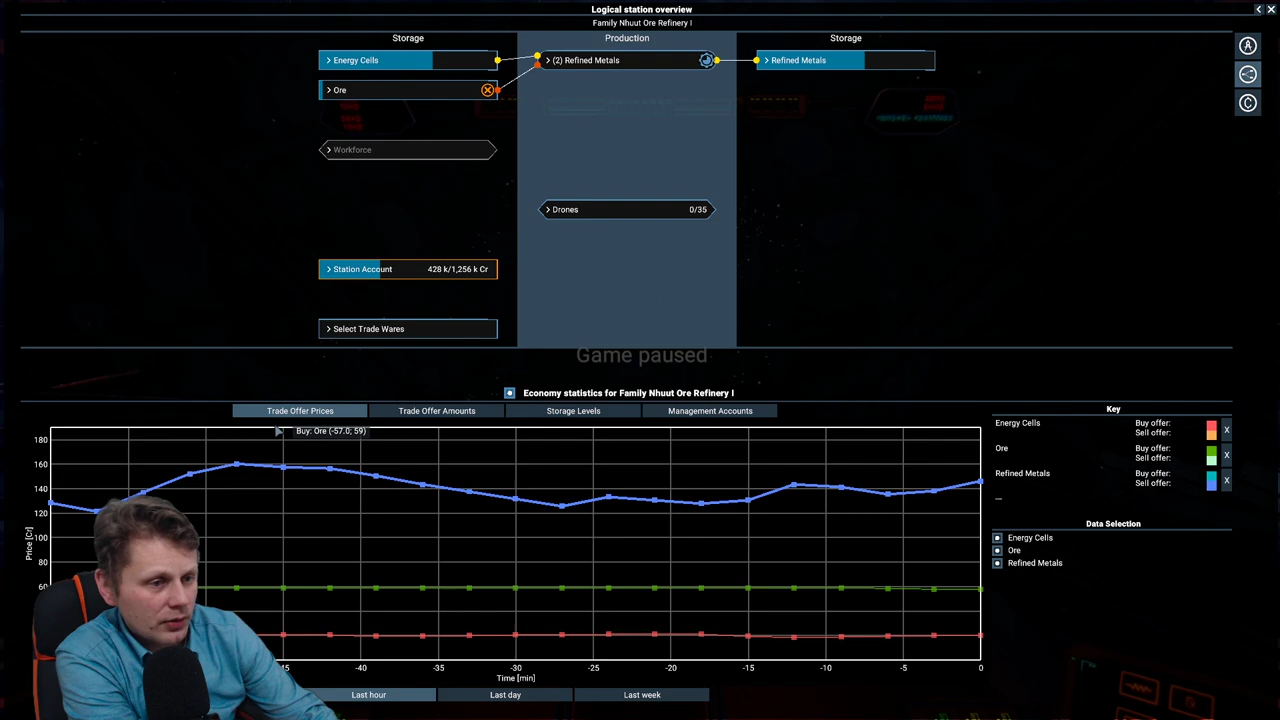 Logical station overview
Family Nhuut Ore Refinery I
Storage
Production
Storage
Energy Cells
(2) Refined Metals
Refined Metals
Ore
Workforce
Drones 0/35
Station Account 428 k/1,256 k Cr
Select Trade Wares
Game paused
Economy statistics for Family Nhuut Ore Refinery I
Trade Offer Prices
Trade Offer Amounts
Storage Levels
Management Accounts
Buy: Ore (-57.0; 59)
180
160
140
120
100
80
60
Price [Cr]
-45 -40 -35 -30 -25 -20 -15 -10 -5 0
Time [min]
Last hour
Last day
Last week
Key
Energy Cells Buy offer:
Sell offer:
X
Ore Buy offer:
Sell offer:
X
Refined Metals Buy offer:
Sell offer:
X
Data Selection
Energy Cells
Ore
Refined Metals